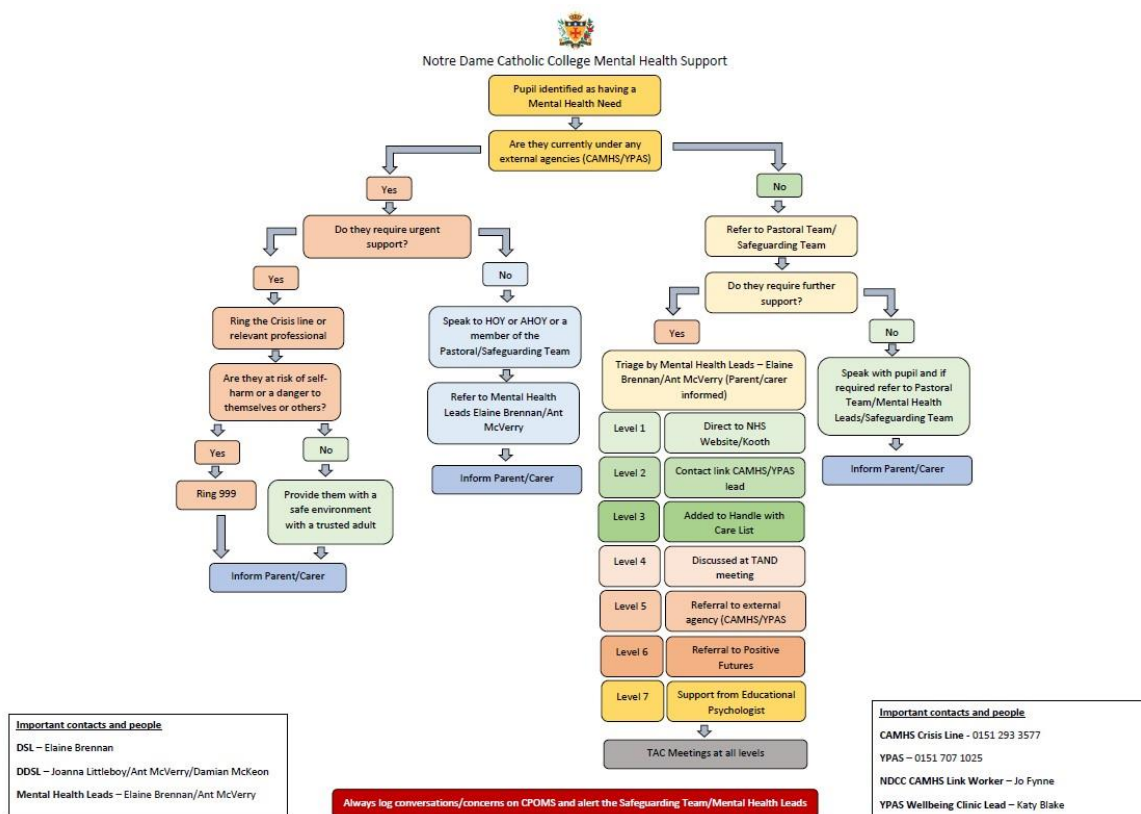 Notre Dame Catholic College Mental Health Support
Pupil identified as having a
Mental Health Need
Are they currently under any
external agencies (CAMHS/YPAS)
Yes
Do they require urgent
support?
Yes
Ring the Crisis line or
relevant professional
Are they at risk of self-
harm or a danger to
themselves or others?
Yes
Ring 999
No
Provide them with a
safe environment
with a trusted adult
Inform Parent/Carer
No
Speak to HOY or AHOY or a
member of the
Pastoral/Safeguarding Team
Refer to Mental Health
Leads Elaine Brennan/Ant
McVerry
Inform Parent/Carer
No
Refer to Pastoral Team/
Safeguarding Team
Do they require further
support?
Yes
Triage by Mental Health Leads – Elaine
Brennan/Ant McVerry (Parent/carer
informed)
Level 1
Direct to NHS
Website/Kooth
Level 2
Contact link CAMHS/YPAS
lead
Level 3
Added to Handle with
Care List
Level 4
Discussed at TAND
meeting
Level 5
Referral to external
agency (CAMHS/YPAS
Level 6
Referral to Positive
Futures
Level 7
Support from Educational
Psychologist
TAC Meetings at all levels
No
Speak with pupil and if
required refer to Pastoral
Team/Mental Health
Leads/Safeguarding Team
Inform Parent/Carer
Important contacts and people
DSL – Elaine Brennan
DDSL – Joanna Littleboy/Ant McVerry/Damian McKeon
Mental Health Leads – Elaine Brennan/Ant McVerry
Always log conversations/concerns on CPOMS and alert the Safeguarding Team/Mental Health Leads
Important contacts and people
CAMHS Crisis Line - 0151 293 3577
YPAS – 0151 707 1025
NDCC CAMHS Link Worker – Jo Fynne
YPAS Wellbeing Clinic Lead – Katy Blake